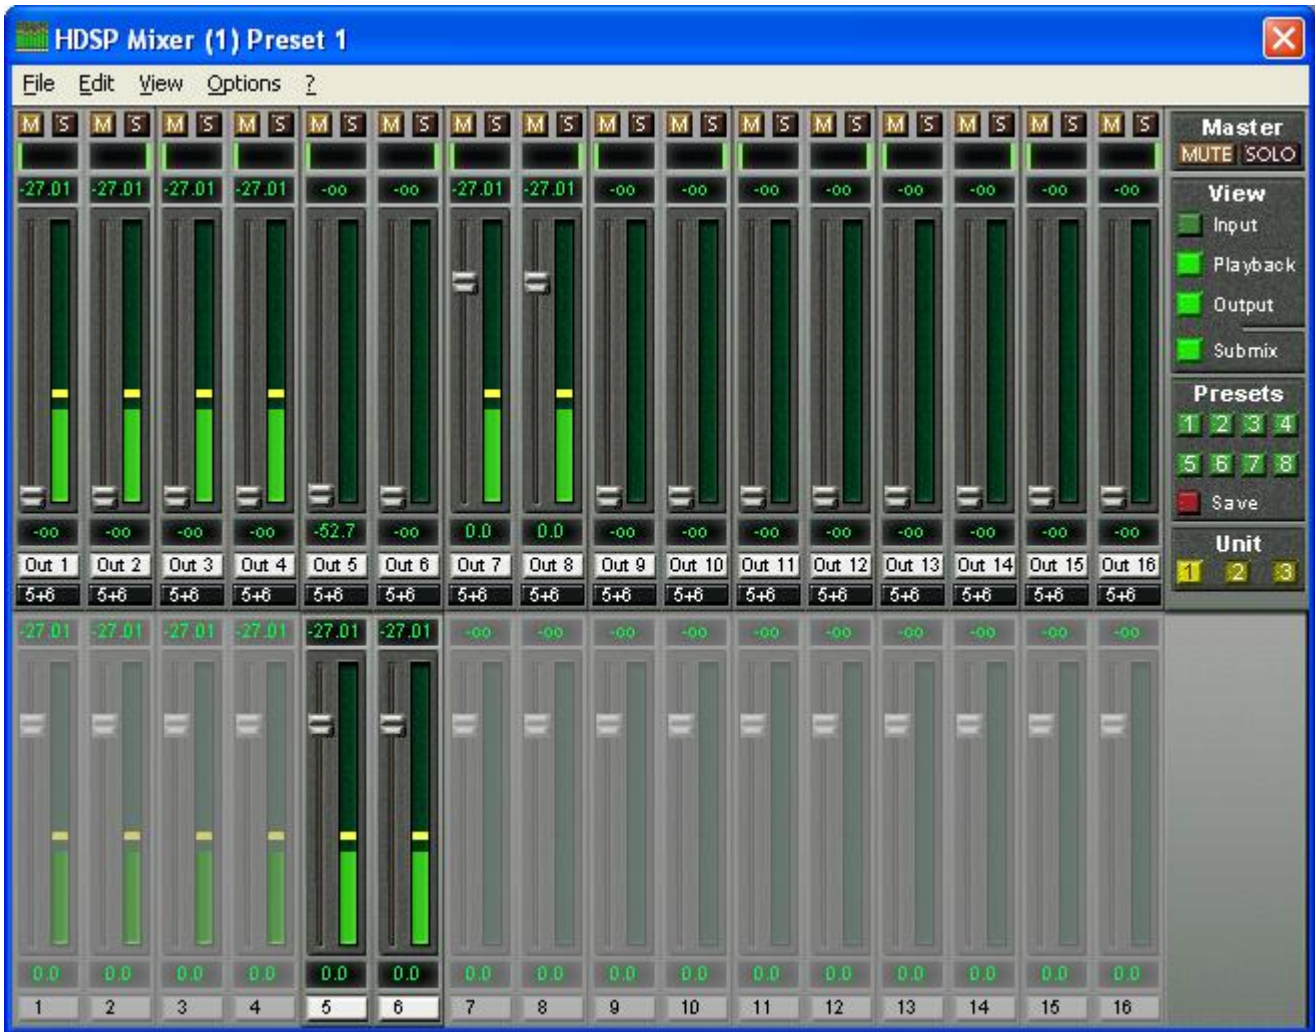 HDSP Mixer (1) Preset 1
File Edit View Options ?
M S M S M S M S M S M S M S M S M S M S M S M S M S M S M S M S
-27.01 -27.01 -27.01 -27.01 -oo -oo -27.01 -27.01 -oo -oo -oo -oo -oo -oo -oo -oo
-oo -oo -oo -oo -52.7 -oo 0.0 0.0 -oo -oo -oo -oo -oo -oo -oo -oo
Out 1 Out 2 Out 3 Out 4 Out 5 Out 6 Out 7 Out 8 Out 9 Out 10 Out 11 Out 12 Out 13 Out 14 Out 15 Out 16
5+6 5+6 5+6 5+6 5+6 5+6 5+6 5+6 5+6 5+6 5+6 5+6 5+6 5+6 5+6 5+6
-27.01 -27.01 -27.01 -27.01 -27.01 -27.01 -oo -oo -oo -oo -oo -oo -oo -oo -oo -oo
0.0 0.0 0.0 0.0 0.0 0.0 0.0 0.0 0.0 0.0 0.0 0.0 0.0 0.0 0.0 0.0
1 2 3 4 5 6 7 8 9 10 11 12 13 14 15 16
Master
MUTE SOLO
View
Input
Playback
Output
Submix
Presets
1 2 3 4
5 6 7 8
Save
Unit
1 2 3